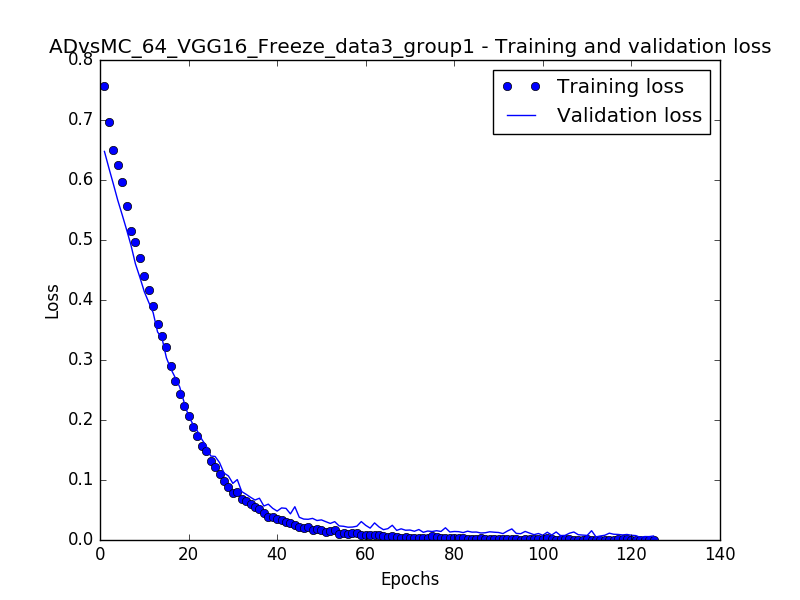 ADvsMC_64_VGG16_Freeze_data3_group1 - Training and validation loss
Training loss
Validation loss
Loss
0.8
0.7
0.6
0.5
0.4
0.3
0.2
0.1
0.0
0 20 40 60 80 100 120 140
Epochs